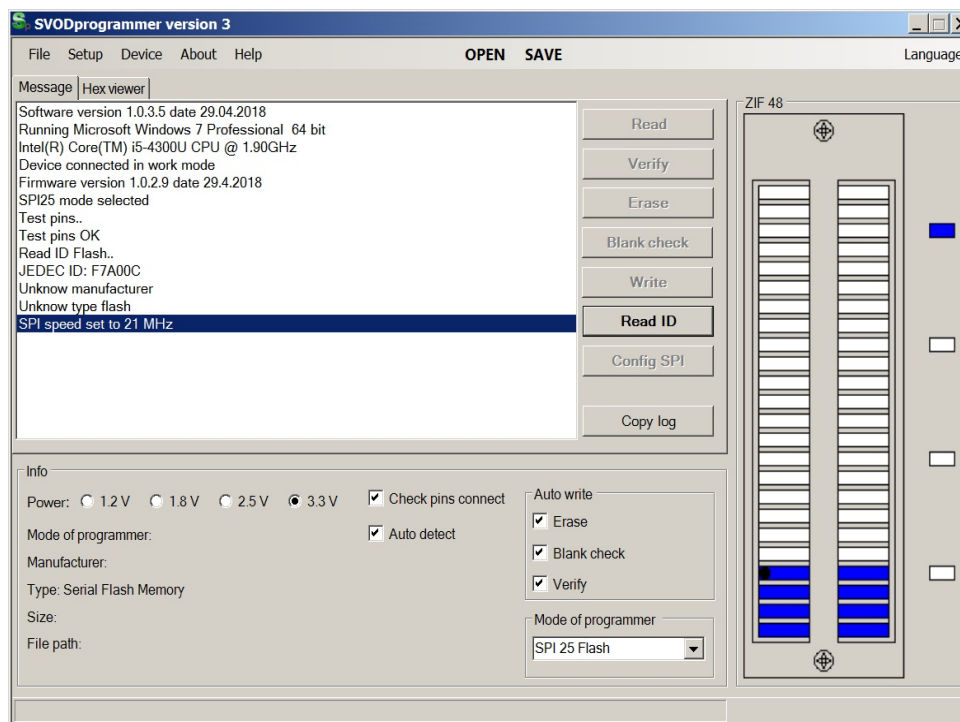 SVODprogrammer version 3
File Setup Device About Help OPEN SAVE Language
Message Hex viewer
Software version 1.0.3.5 date 29.04.2018
Running Microsoft Windows 7 Professional 64 bit
Intel(R) Core(TM) i5-4300U CPU @ 1.90GHz
Device connected in work mode
Firmware version 1.0.2.9 date 29.4.2018
SPI25 mode selected
Test pins..
Test pins OK
Read ID Flash..
JEDEC ID: F7A00C
Unknow manufacturer
Unknow type flash
SPI speed set to 21 MHz
Read
Verify
Erase
Blank check
Write
Read ID
Config SPI
Copy log
ZIF 48
Info
Power: 1.2 V 1.8 V 2.5 V 3.3 V
Mode of programmer:
Manufacturer:
Type: Serial Flash Memory
Size:
File path:
Check pins connect
Auto detect
Auto write
Erase
Blank check
Verify
Mode of programmer
SPI 25 Flash